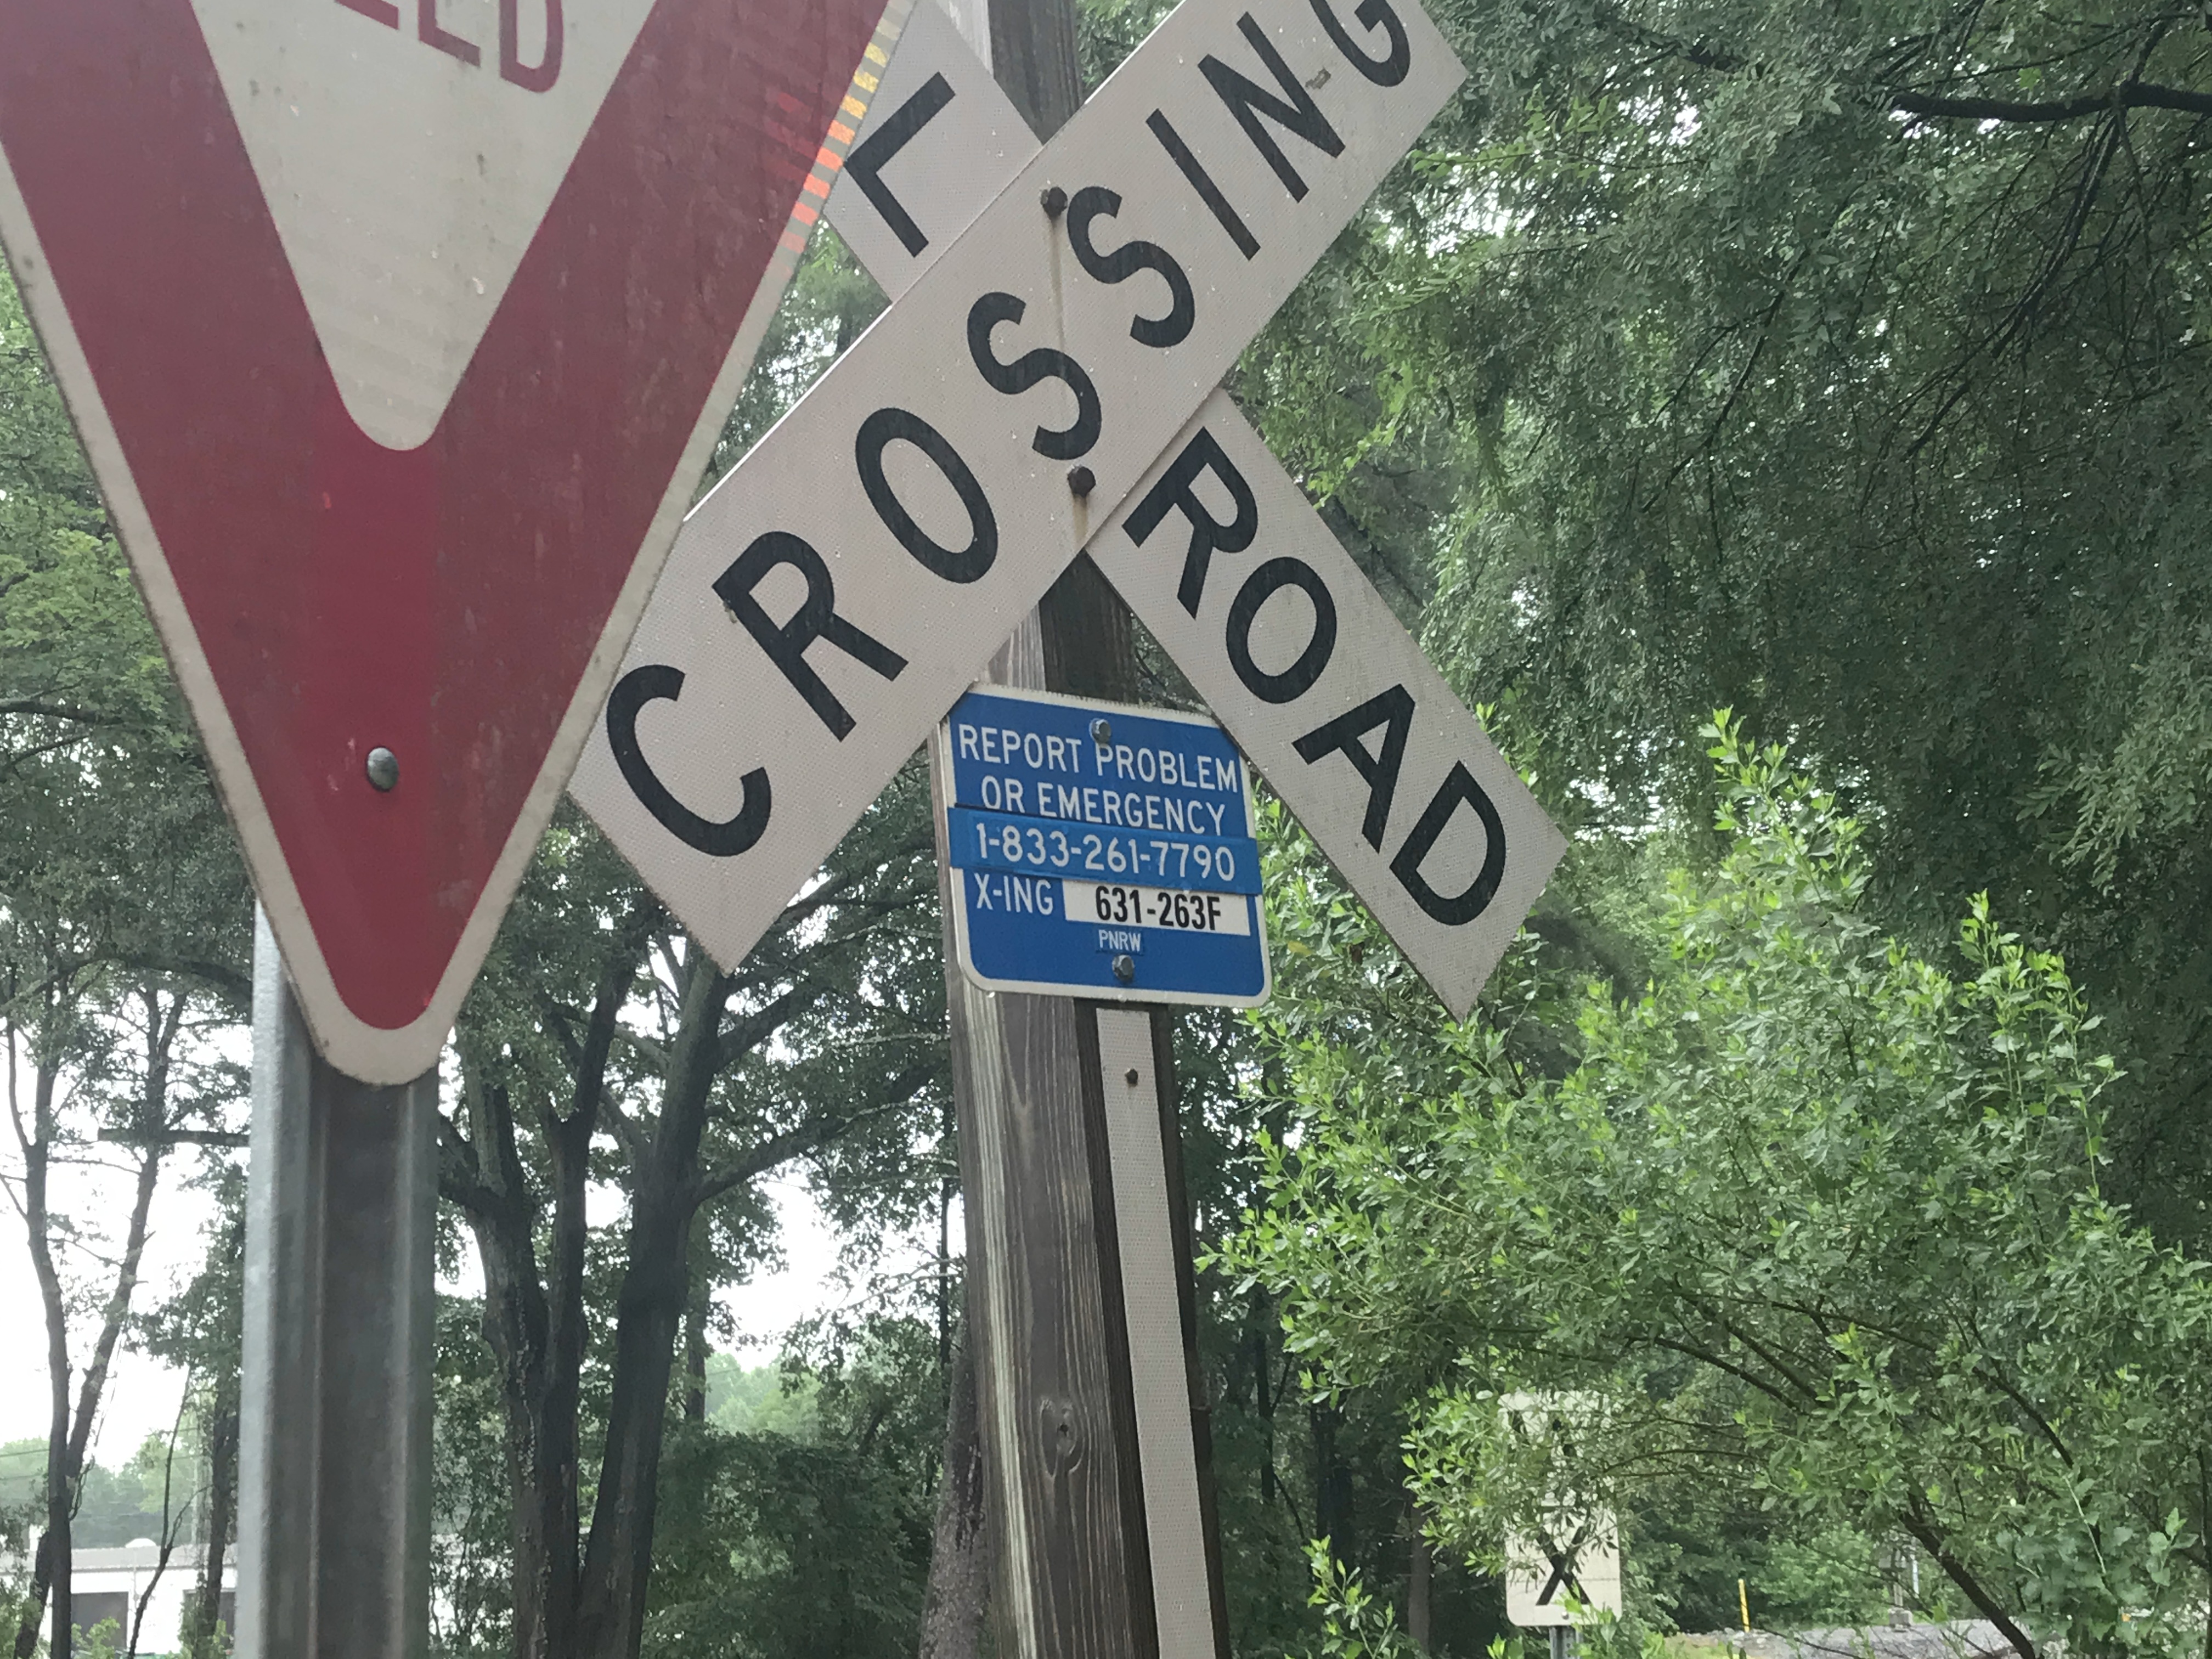 CROSSING
ROAD
REPORT PROBLEM
OR EMERGENCY
1-833-261-7790
X-ING 631-263F
PNRW
X